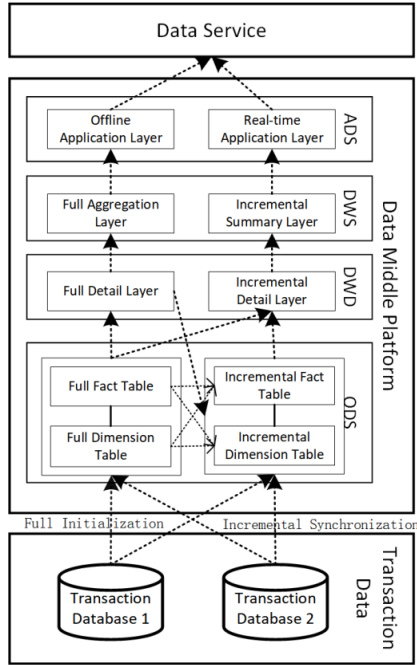 Data Service
Offline
Application Layer
Real-time
Application Layer
ADS
Full Aggregation
Layer
Incremental
Summary Layer
DWS
Full Detail Layer
Incremental
Detail Layer
DWD
Data Middle Platform
Full Fact Table
Incremental Fact
Table
Full Dimension
Table
Incremental
Dimension Table
ODS
Full Initialization
Incremental Synchronization
Transaction
Database 1
Transaction
Database 2
Transaction
Data